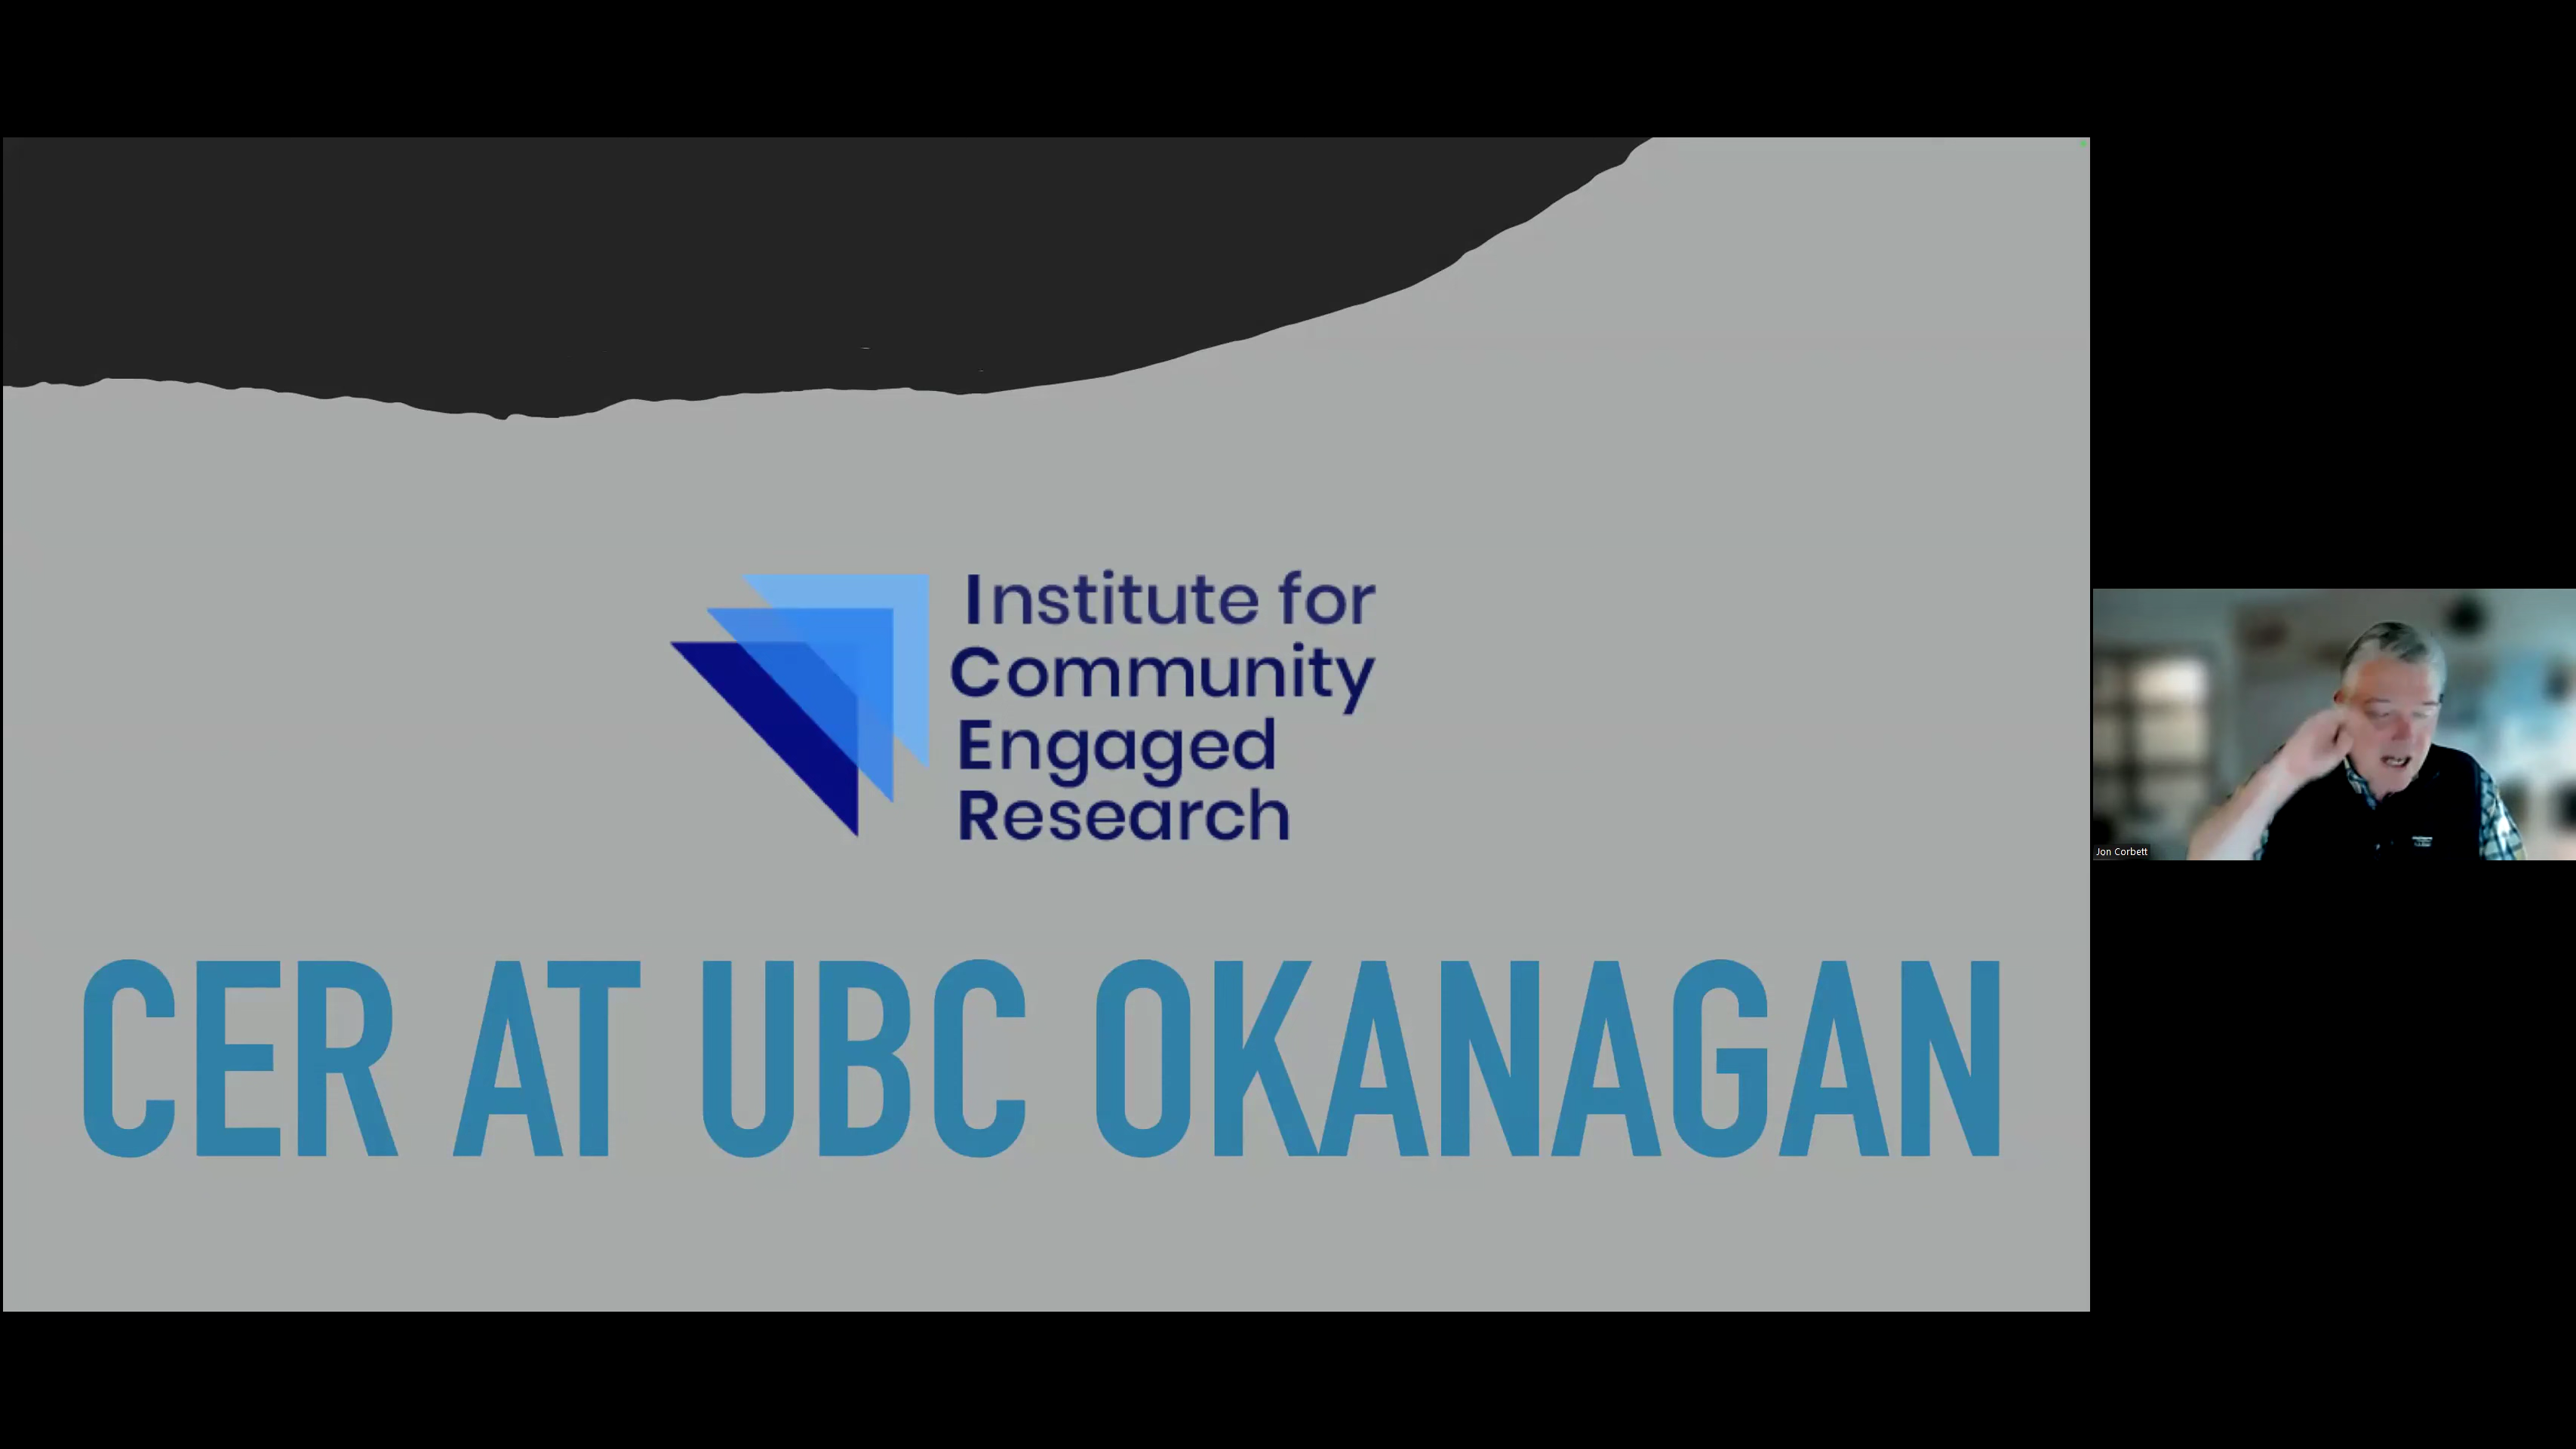 Institute for
Community
Engaged
Research
CER AT UBC OKANAGAN
Jon Corbett